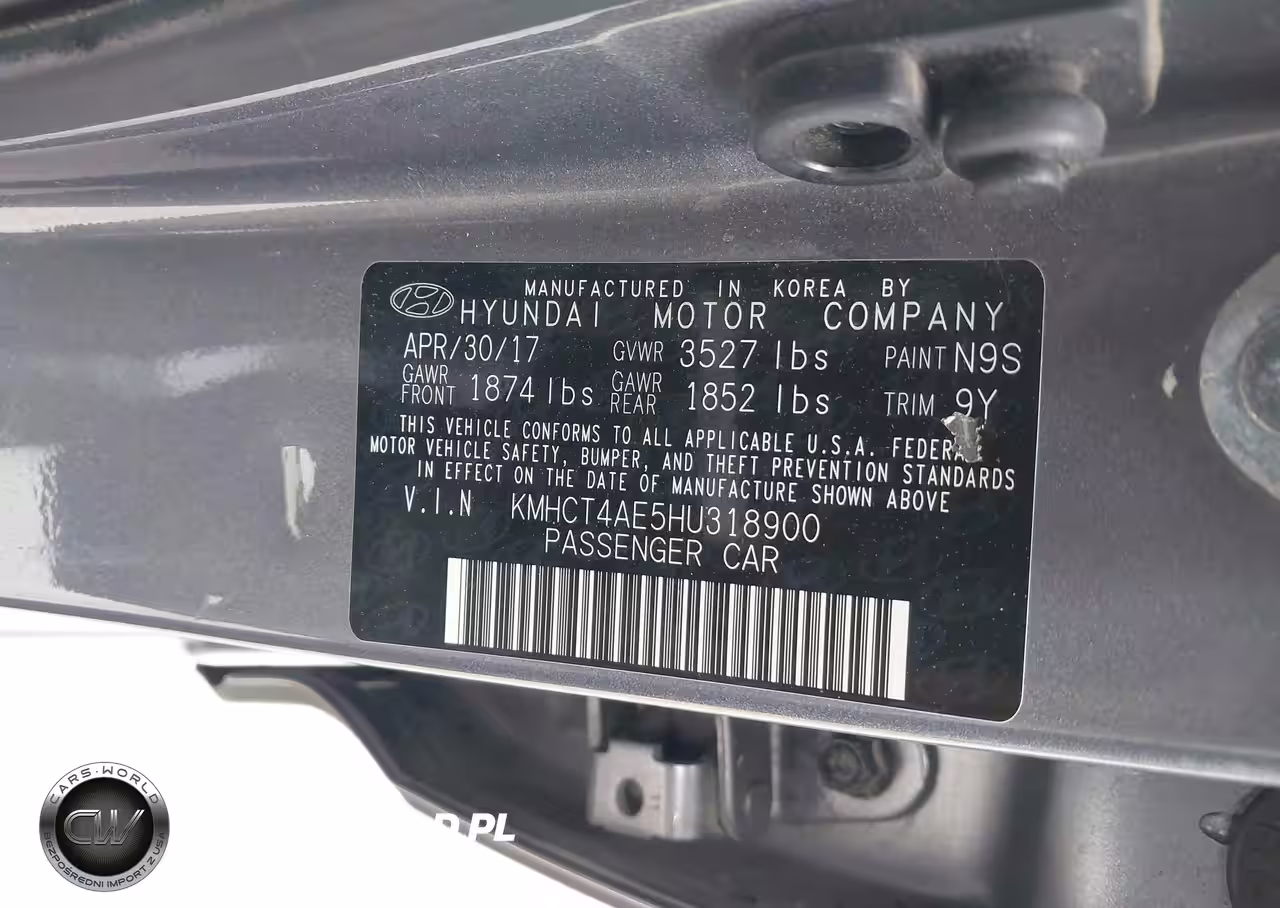 MANUFACTURED IN KOREA BY
HYUNDAI MOTOR COMPANY
APR/30/17 GVWR 3527 lbs PAINT N9S
GAWR FRONT 1874 lbs GAWR REAR 1852 lbs TRIM 9Y
THIS VEHICLE CONFORMS TO ALL APPLICABLE U.S.A. FEDERAL
MOTOR VEHICLE SAFETY, BUMPER, AND THEFT PREVENTION STANDARDS
IN EFFECT ON THE DATE OF MANUFACTURE SHOWN ABOVE
V.I.N KMHCT4AE5HU318900
PASSENGER CAR
CARS-WORLD
CW
BEZPOŚREDNI IMPORT Z USA
D.PL